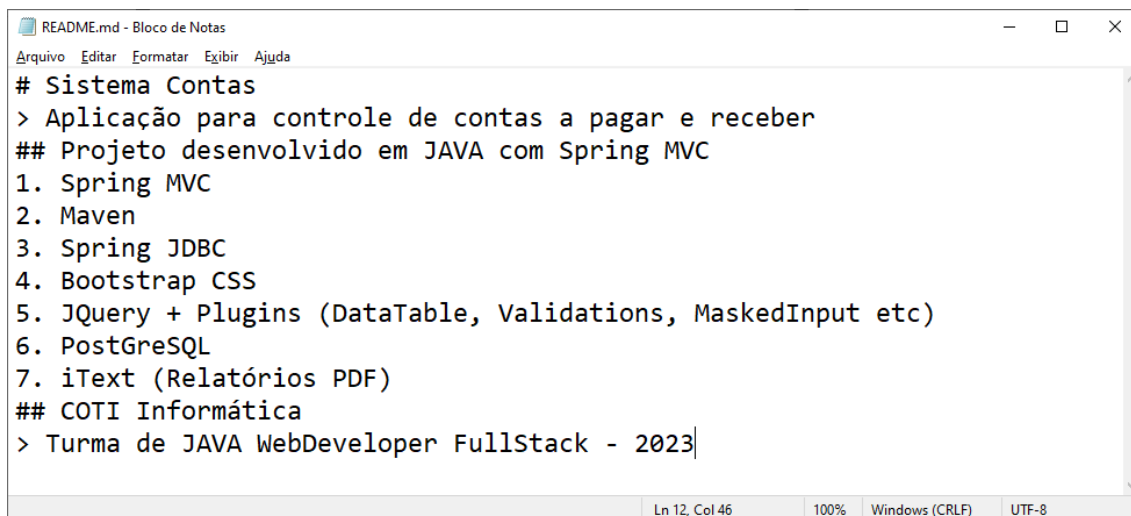 README.md - Bloco de Notas
Arquivo Editar Formatar Exibir Ajuda
# Sistema Contas
> Aplicação para controle de contas a pagar e receber
## Projeto desenvolvido em JAVA com Spring MVC
1. Spring MVC
2. Maven
3. Spring JDBC
4. Bootstrap CSS
5. JQuery + Plugins (DataTable, Validations, MaskedInput etc)
6. PostGreSQL
7. iText (Relatórios PDF)
## COTI Informática
> Turma de JAVA WebDeveloper FullStack - 2023
Ln 12, Col 46 100% Windows (CRLF) UTF-8